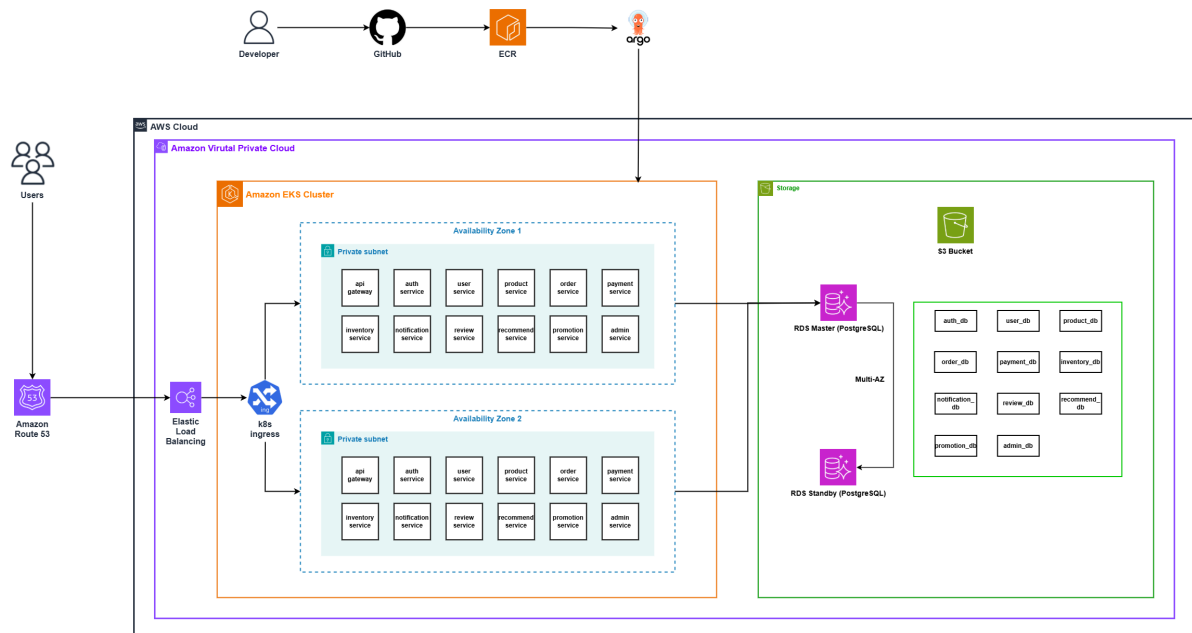 Developer
GitHub
ECR
argo
aws
AWS Cloud
Amazon Virutal Private Cloud
Users
Amazon EKS Cluster
Storage
Availability Zone 1
Private subnet
api
gateway
auth
serrvice
user
service
product
service
order
service
payment
service
inventory
service
notification
service
review
service
recommend
service
promotion
service
admin
service
S3 Bucket
RDS Master (PostgreSQL)
auth_db
user_db
product_db
order_db
payment_db
inventory_db
notification_
db
review_db
recommend_
db
promotion_db
admin_db
Multi-AZ
RDS Standby (PostgreSQL)
53
Amazon
Route 53
Elastic
Load
Balancing
ing
k8s
ingress
Availability Zone 2
Private subnet
api
gateway
auth
service
user
service
product
service
order
service
payment
service
inventory
service
notification
service
review
service
recommend
service
promotion
service
admin
service